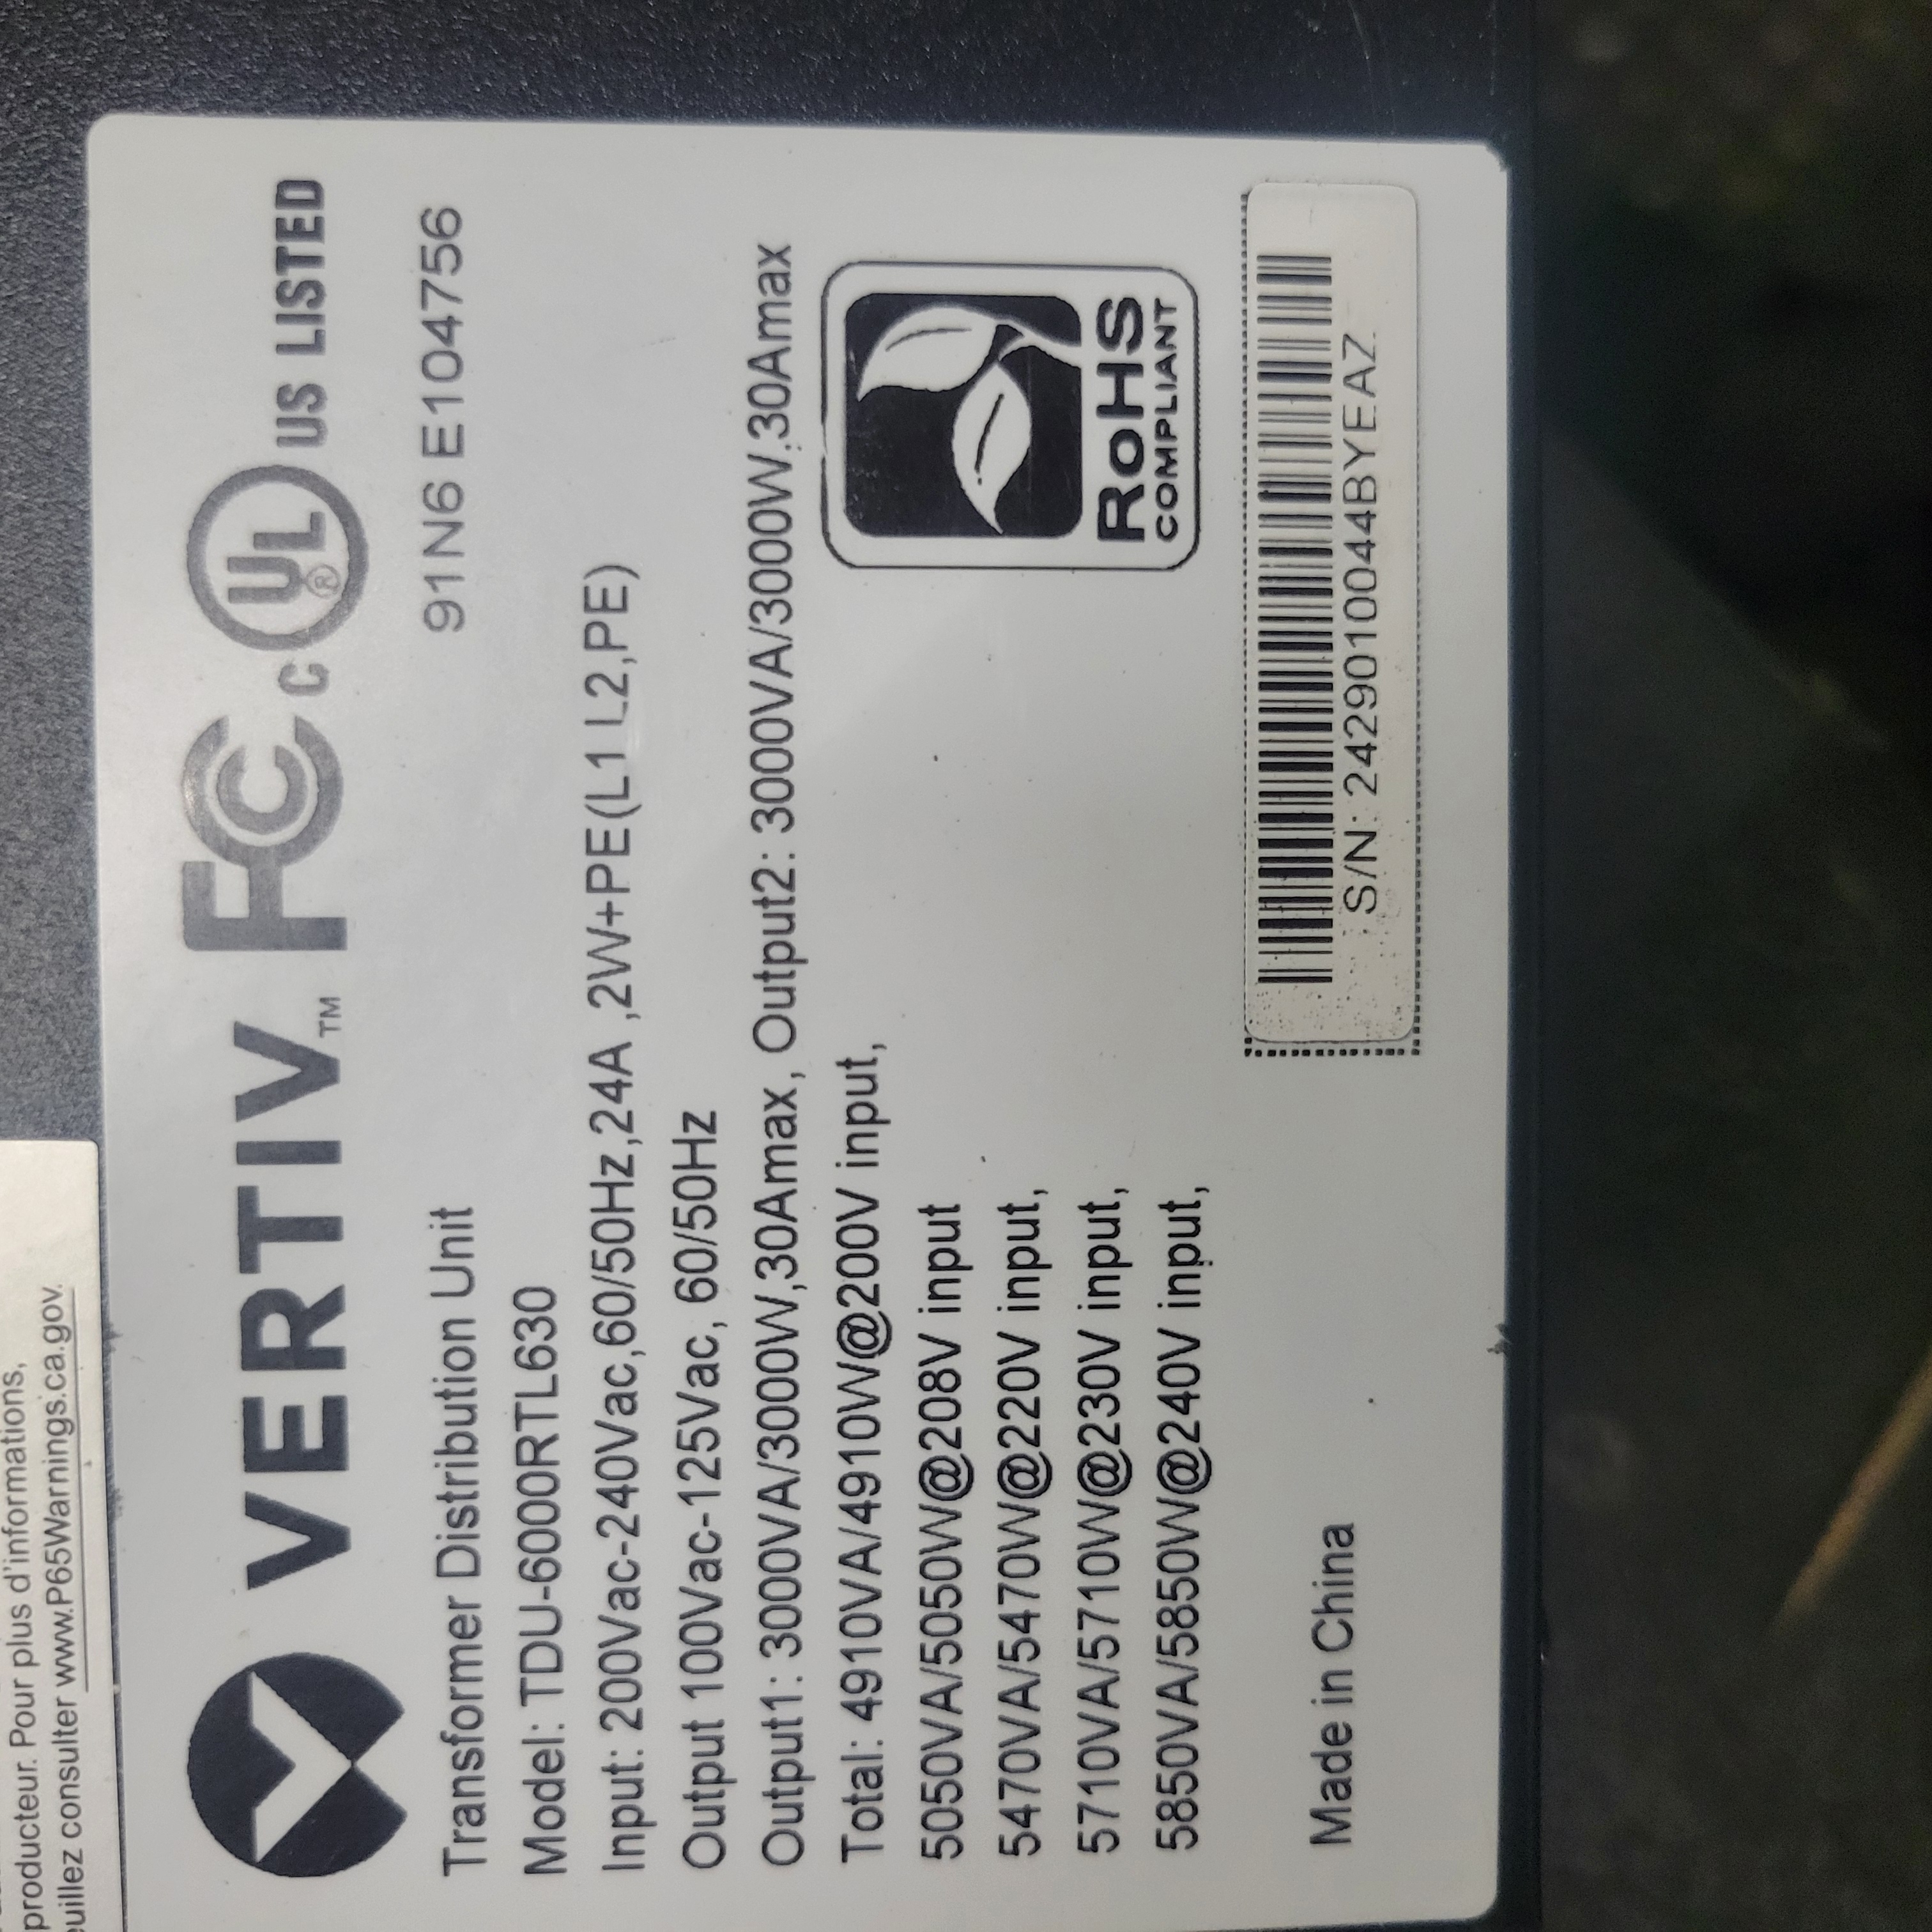 producteur. Pour plus d'informations,
euillez consulter www.P65Warnings.ca.gov.
VERTIV™ FC c UL® US LISTED
91N6 E104756
Transformer Distribution Unit
Model: TDU-6000RTL630
Input: 200Vac-240Vac,60/50Hz,24A ,2W+PE(L1 L2,PE)
Output 100Vac-125Vac, 60/50Hz
Output1: 3000VA/3000W,30Amax, Output2: 3000VA/3000W,30Amax
Total: 4910VA/4910W@200V input,
5050VA/5050W@208V input
5470VA/5470W@220V input,
5710VA/5710W@230V input,
5850VA/5850W@240V input,
RoHS
COMPLIANT
Made in China
S/N: 2429010044BYEAZ